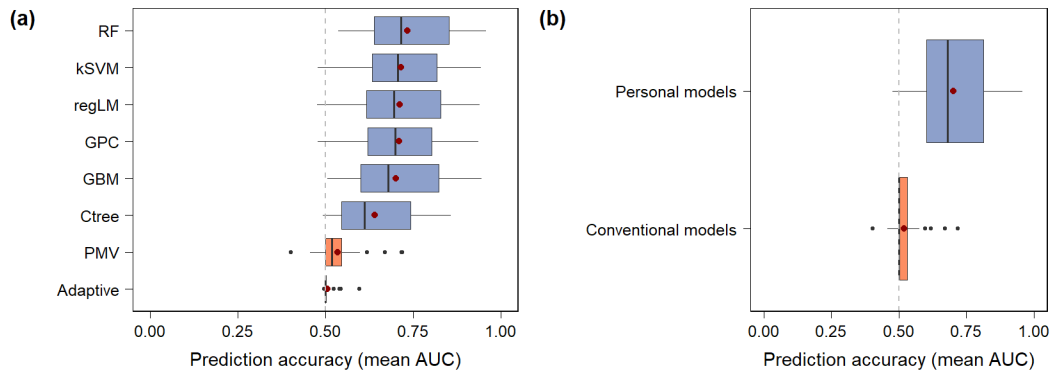 (a)
RF
kSVM
regLM
GPC
GBM
Ctree
PMV
Adaptive
0.00 0.25 0.50 0.75 1.00
Prediction accuracy (mean AUC)
(b)
Personal models
Conventional models
0.00 0.25 0.50 0.75 1.00
Prediction accuracy (mean AUC)